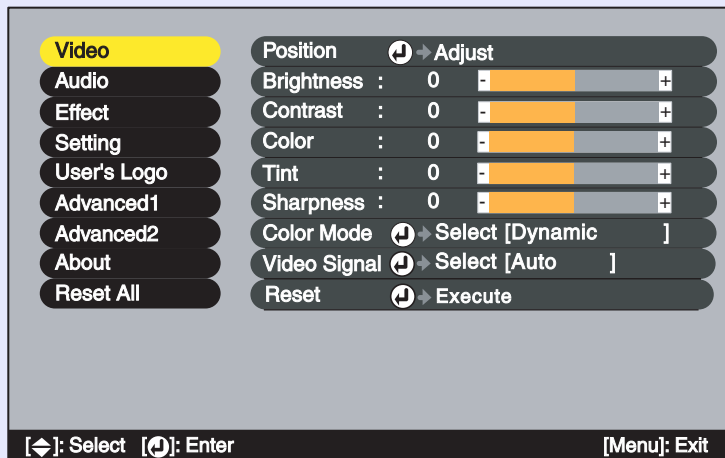 Video
Audio
Effect
Setting
User's Logo
Advanced1
Advanced2
About
Reset All
Position Adjust
Brightness : 0 - +
Contrast : 0 - +
Color : 0 - +
Tint : 0 - +
Sharpness : 0 - +
Color Mode Select [Dynamic ]
Video Signal Select [Auto ]
Reset Execute
[ ]: Select [ ]: Enter [Menu]: Exit